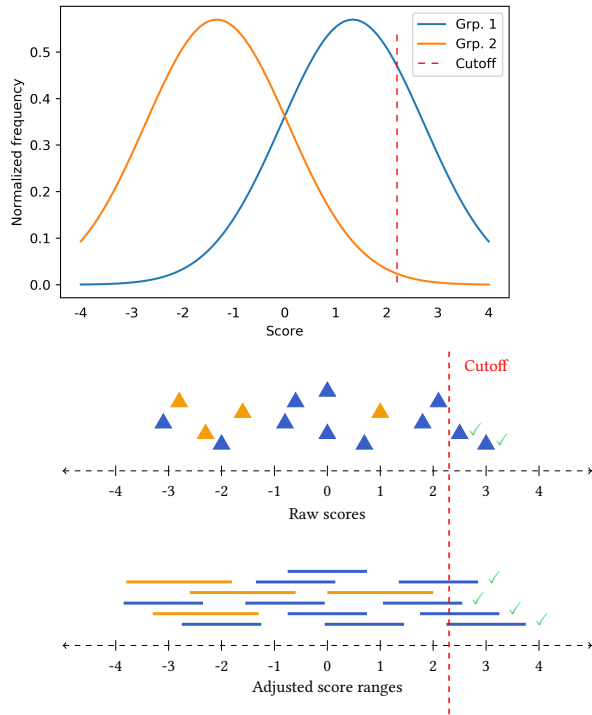 Grp. 1
Grp. 2
Cutoff
0.5
0.4
0.3
0.2
0.1
0.0
Normalized frequency
-4 -3 -2 -1 0 1 2 3 4
Score
Cutoff
-4 -3 -2 -1 0 1 2 3 4
Raw scores
-4 -3 -2 -1 0 1 2 3 4
Adjusted score ranges